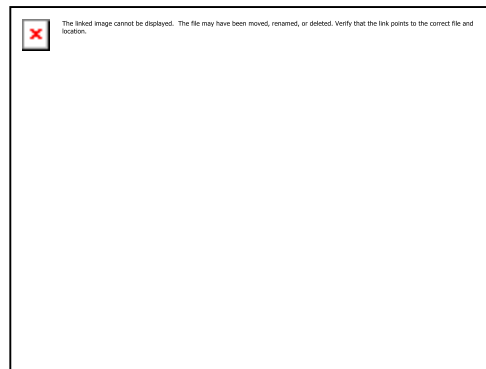 The linked image cannot be displayed.  The file may have been moved, renamed, or deleted. Verify that the link points to the correct file and
location.